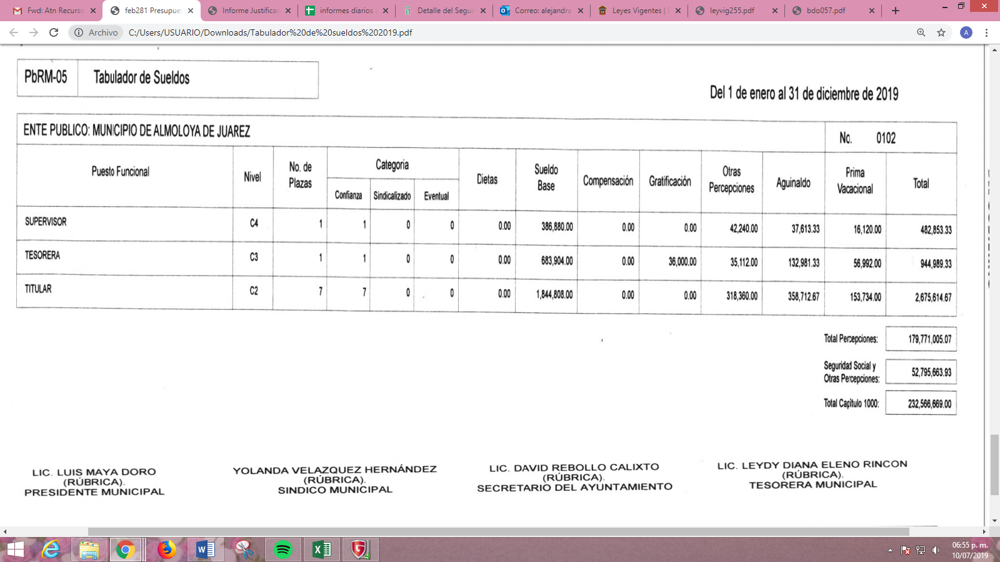 Fwd: Atn Recurso
feb281 Presupue
Informe Justifica
informes diarios
Detalle del Segui
Correo: alejandra
Leyes Vigentes |
leyvig255.pdf
bdo057.pdf
Archivo C:/Users/USUARIO/Downloads/Tabulador%20de%20sueldos%202019.pdf
A
PbRM-05 Tabulador de Sueldos
Del 1 de enero al 31 de diciembre de 2019
ENTE PUBLICO: MUNICIPIO DE ALMOLOYA DE JUAREZ No. 0102
Puesto Funcional Nivel No. de Plazas Categoria Dietas Sueldo Base Compensación Gratificación Otras Percepciones Aguinaldo Prima Vacacional Total
Confianza Sindicalizado Eventual
SUPERVISOR C4 1 1 0 0 0.00 386,880.00 0.00 0.00 42,240.00 37,613.33 16,120.00 482,853.33
TESORERA C3 1 1 0 0 0.00 683,904.00 0.00 36,000.00 35,112.00 132,981.33 56,992.00 944,989.33
TITULAR C2 7 7 0 0 0.00 1,844,808.00 0.00 0.00 318,360.00 358,712.67 153,734.00 2,675,614.67
Total Percepciones: 179,771,005.07
Seguridad Social y
Otras Percepciones: 52,795,663.93
Total Capitulo 1000: 232,566,669.00
LIC. LUIS MAYA DORO
(RÚBRICA).
PRESIDENTE MUNICIPAL
YOLANDA VELAZQUEZ HERNÁNDEZ
(RÚBRICA).
SINDICO MUNICIPAL
LIC. DAVID REBOLLO CALIXTO
(RÚBRICA).
SECRETARIO DEL AYUNTAMIENTO
LIC. LEYDY DIANA ELENO RINCON
(RÚBRICA).
TESORERA MUNICIPAL
06:55 p. m.
10/07/2019